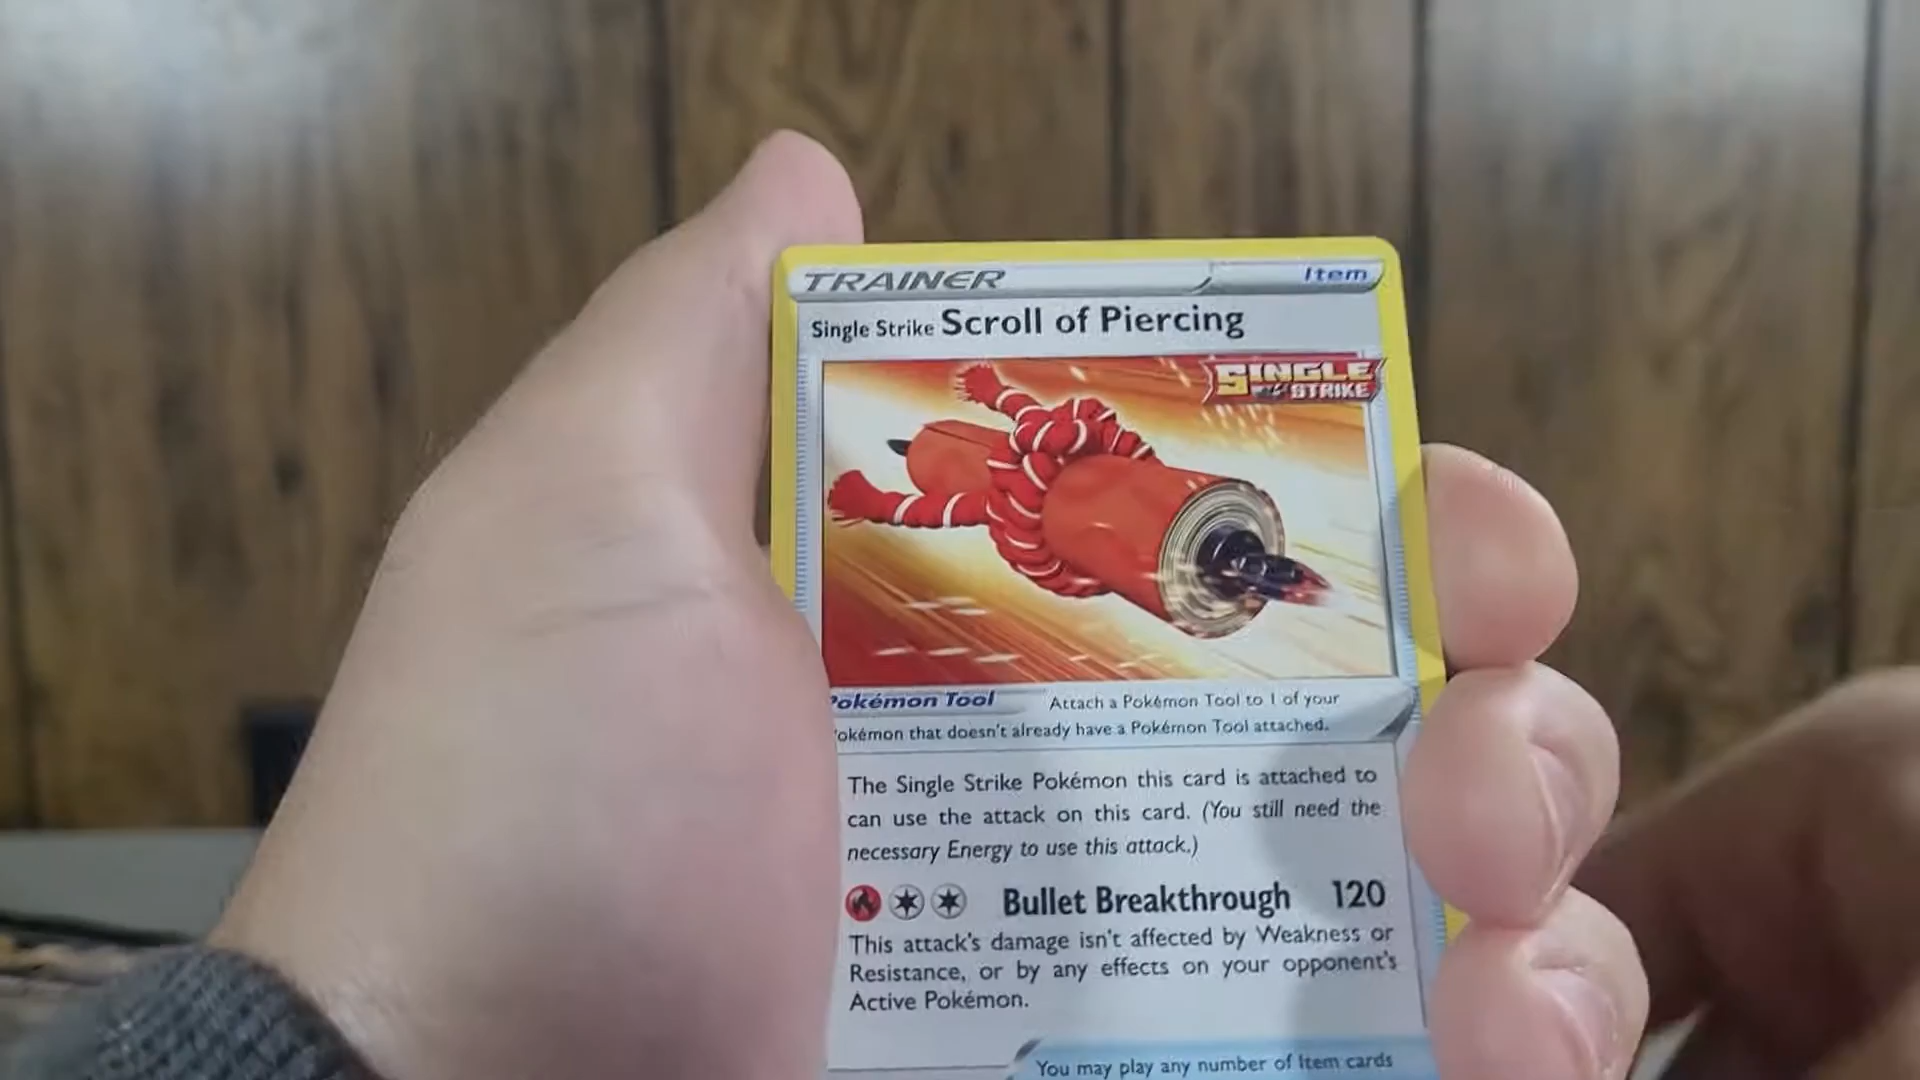 TRAINER Item
Single Strike Scroll of Piercing
SINGLE
STRIKE
Pokémon Tool Attach a Pokémon Tool to 1 of your
Pokémon that doesn't already have a Pokémon Tool attached.
The Single Strike Pokémon this card is attached to
can use the attack on this card. (You still need the
necessary Energy to use this attack.)
Bullet Breakthrough 120
This attack's damage isn't affected by Weakness or
Resistance, or by any effects on your opponent's
Active Pokémon.
You may play any number of Item cards